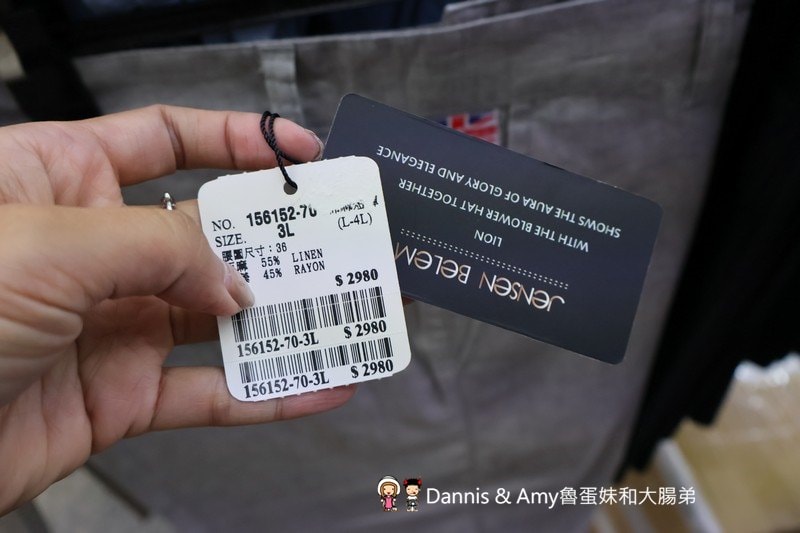 NO. 156152-70
SIZE. 3L (L-4L)
腰圍尺寸:36
麻 55% LINEN
45% RAYON
$ 2980
$ 2980
156152-70-3L
$ 2980
156152-70-3L
JENSEN BELEM
LION
WITH THE BLOWER HAT TOGETHER
SHOWS THE AURA OF GLORY AND ELEGANCE
Dannis & Amy魯蛋妹和大腸弟